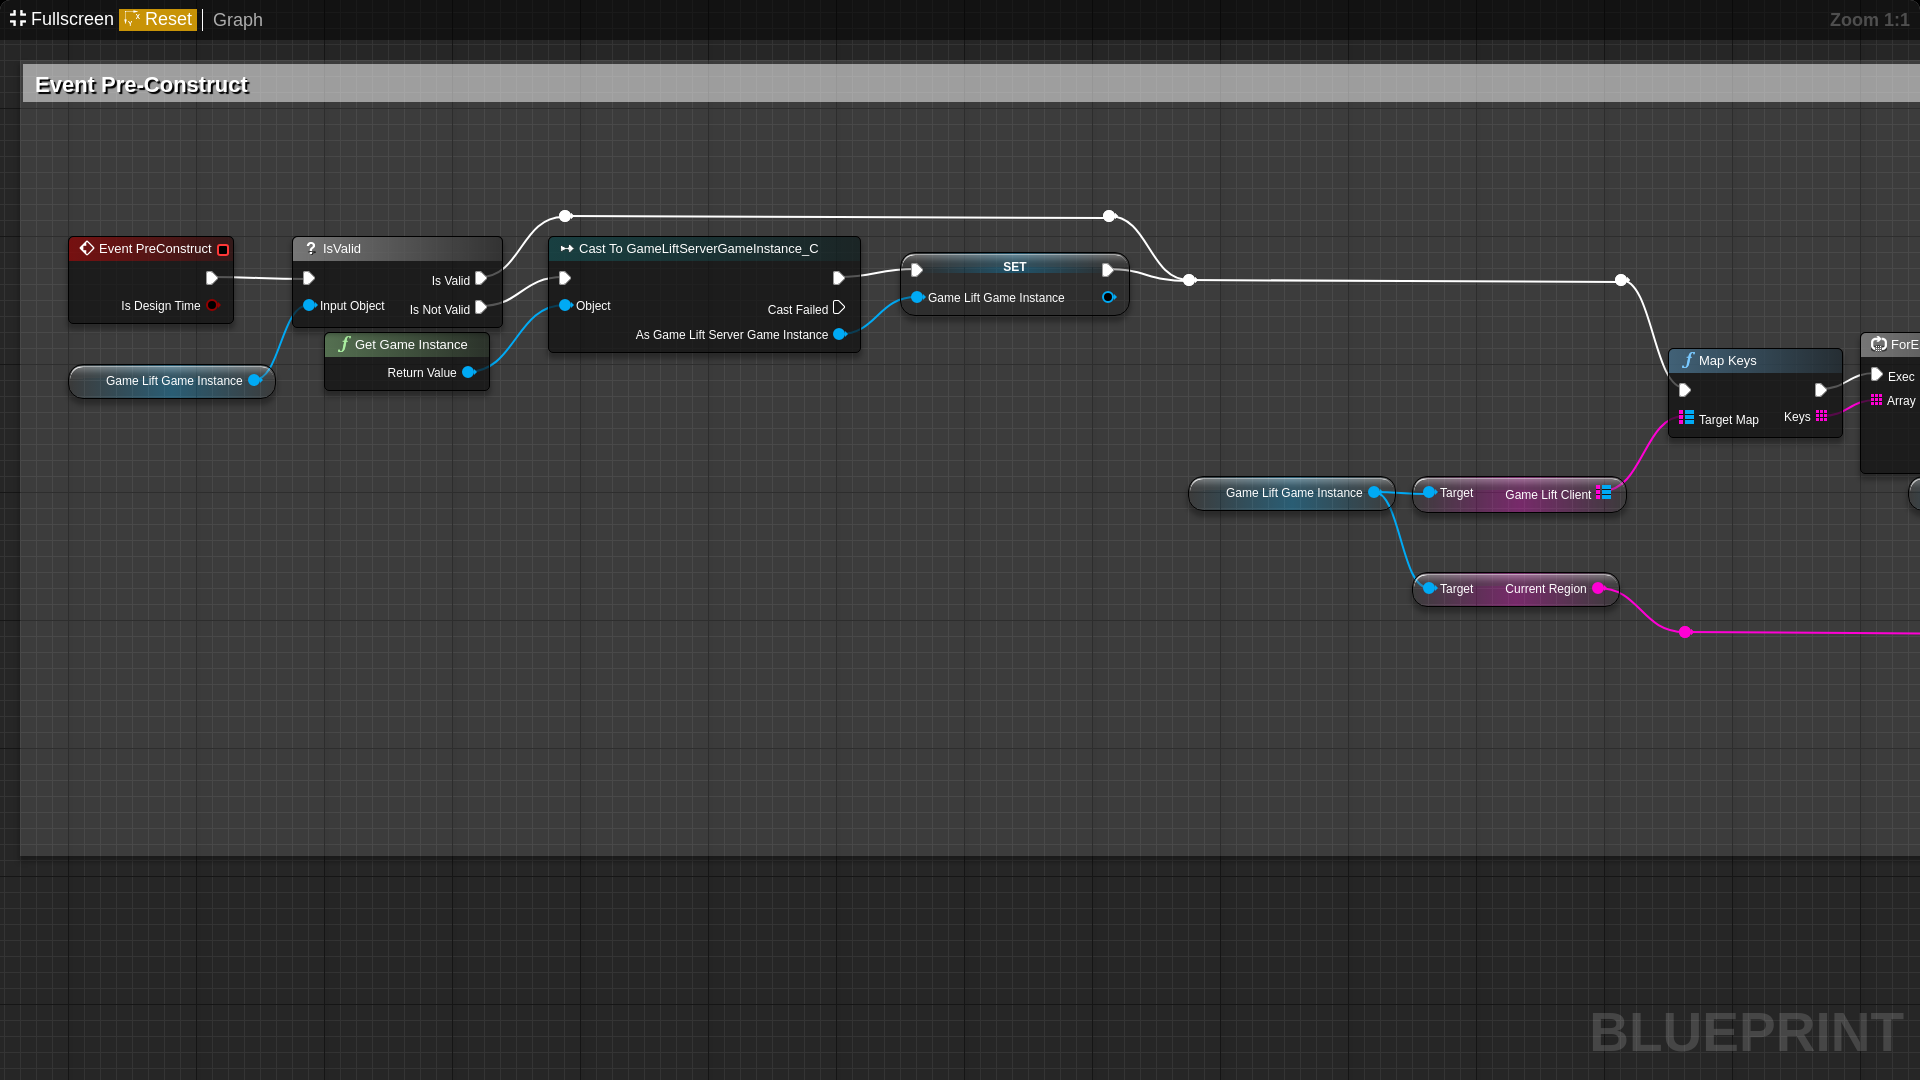 Fullscreen Reset Graph Zoom 1:1
Event Pre-Construct
Event PreConstruct
Is Design Time
? IsValid
Is Valid
Input Object Is Not Valid
Game Lift Game Instance
f Get Game Instance
Return Value
Cast To GameLiftServerGameInstance_C
Object
Cast Failed
As Game Lift Server Game Instance
SET
Game Lift Game Instance
f Map Keys
Target Map Keys
ForE
Exec
Array
Game Lift Game Instance
Target Game Lift Client
Target Current Region
BLUEPRINT